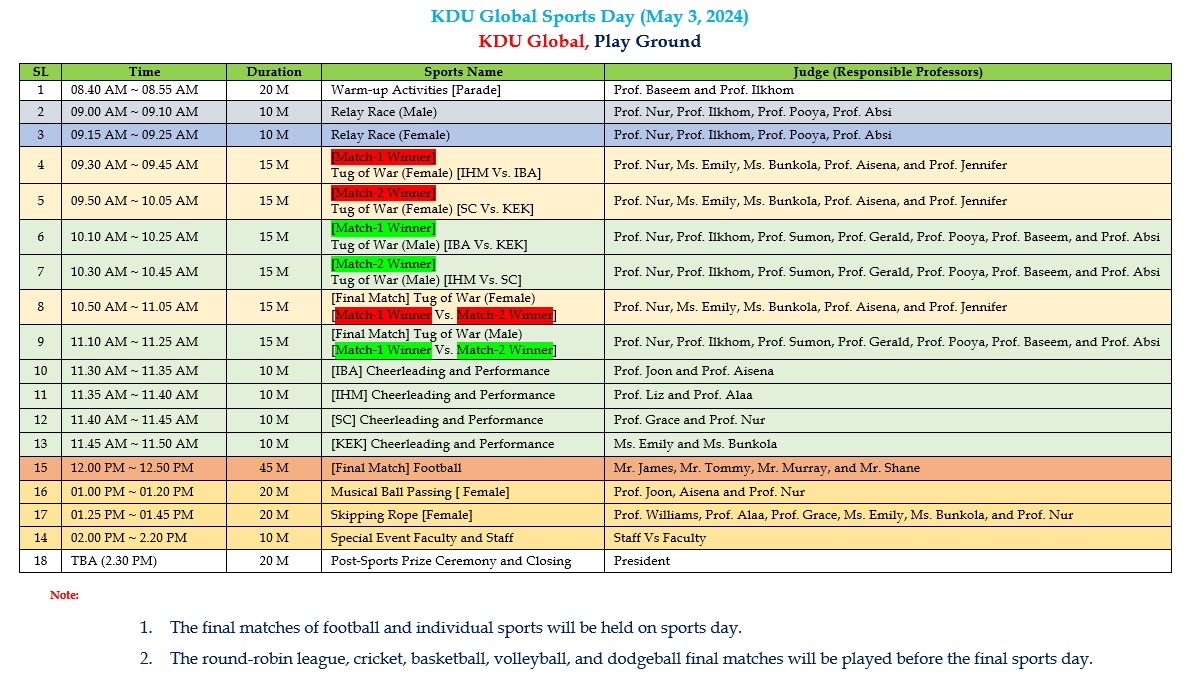 KDU Global Sports Day (May 3, 2024)
KDU Global, Play Ground
SL Time Duration Sports Name Judge (Responsible Professors)
1 08.40 AM ~ 08.55 AM 20 M Warm-up Activities [Parade] Prof. Baseem and Prof. Ilkhom
2 09.00 AM ~ 09.10 AM 10 M Relay Race (Male) Prof. Nur, Prof. Ilkhom, Prof. Pooya, Prof. Absi
3 09.15 AM ~ 09.25 AM 10 M Relay Race (Female) Prof. Nur, Prof. Ilkhom, Prof. Pooya, Prof. Absi
4 09.30 AM ~ 09.45 AM 15 M [Match-1 Winner]
Tug of War (Female) [IHM Vs. IBA] Prof. Nur, Ms. Emily, Ms. Bunkola, Prof. Aisena, and Prof. Jennifer
5 09.50 AM ~ 10.05 AM 15 M [Match-2 Winner]
Tug of War (Female) [SC Vs. KEK] Prof. Nur, Ms. Emily, Ms. Bunkola, Prof. Aisena, and Prof. Jennifer
6 10.10 AM ~ 10.25 AM 15 M [Match-1 Winner]
Tug of War (Male) [IBA Vs. KEK] Prof. Nur, Prof. Ilkhom, Prof. Sumon, Prof. Gerald, Prof. Pooya, Prof. Baseem, and Prof. Absi
7 10.30 AM ~ 10.45 AM 15 M [Match-2 Winner]
Tug of War (Male) [IHM Vs. SC] Prof. Nur, Prof. Ilkhom, Prof. Sumon, Prof. Gerald, Prof. Pooya, Prof. Baseem, and Prof. Absi
8 10.50 AM ~ 11.05 AM 15 M [Final Match] Tug of War (Female)
[Match-1 Winner Vs. Match-2 Winner] Prof. Nur, Ms. Emily, Ms. Bunkola, Prof. Aisena, and Prof. Jennifer
9 11.10 AM ~ 11.25 AM 15 M [Final Match] Tug of War (Male)
[Match-1 Winner Vs. Match-2 Winner] Prof. Nur, Prof. Ilkhom, Prof. Sumon, Prof. Gerald, Prof. Pooya, Prof. Baseem, and Prof. Absi
10 11.30 AM ~ 11.35 AM 10 M [IBA] Cheerleading and Performance Prof. Joon and Prof. Aisena
11 11.35 AM ~ 11.40 AM 10 M [IHM] Cheerleading and Performance Prof. Liz and Prof. Alaa
12 11.40 AM ~ 11.45 AM 10 M [SC] Cheerleading and Performance Prof. Grace and Prof. Nur
13 11.45 AM ~ 11.50 AM 10 M [KEK] Cheerleading and Performance Ms. Emily and Ms. Bunkola
15 12.00 PM ~ 12.50 PM 45 M [Final Match] Football Mr. James, Mr. Tommy, Mr. Murray, and Mr. Shane
16 01.00 PM ~ 01.20 PM 20 M Musical Ball Passing [ Female] Prof. Joon, Aisena and Prof. Nur
17 01.25 PM ~ 01.45 PM 20 M Skipping Rope [Female] Prof. Williams, Prof. Alaa, Prof. Grace, Ms. Emily, Ms. Bunkola, and Prof. Nur
14 02.00 PM ~ 2.20 PM 10 M Special Event Faculty and Staff Staff Vs Faculty
18 TBA (2.30 PM) 20 M Post-Sports Prize Ceremony and Closing President
Note:
1. The final matches of football and individual sports will be held on sports day.
2. The round-robin league, cricket, basketball, volleyball, and dodgeball final matches will be played before the final sports day.